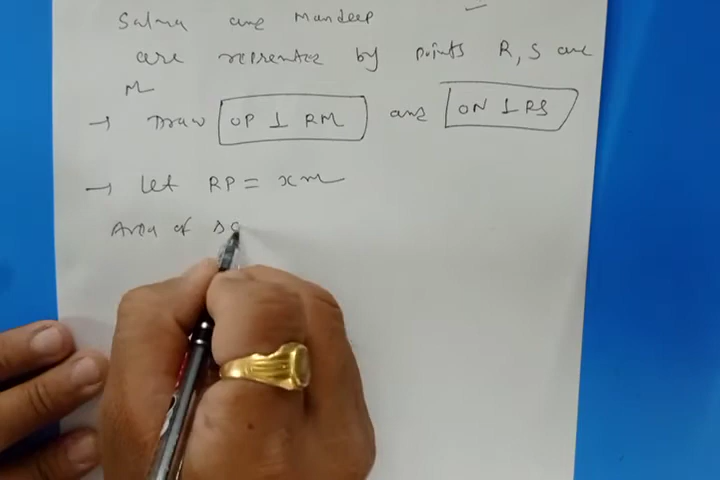 Salma and Mandeep
are represented by points R, S and
M
→ Draw OP ⊥ RM and ON ⊥ RS
→ Let RP = x m
Area of